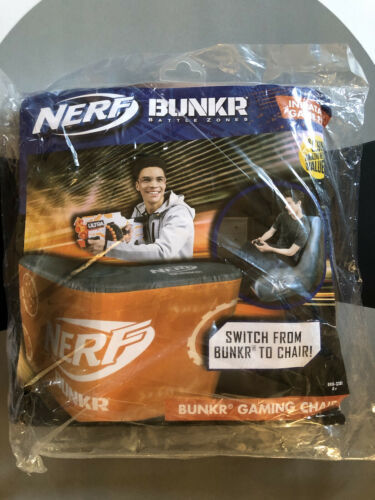 NERF BUNKR
BATTLE ZONES
ULTRA
NERF
NERF
BUNKR
SWITCH FROM
BUNKR® TO CHAIR!
BUNKR® GAMING CHAIR